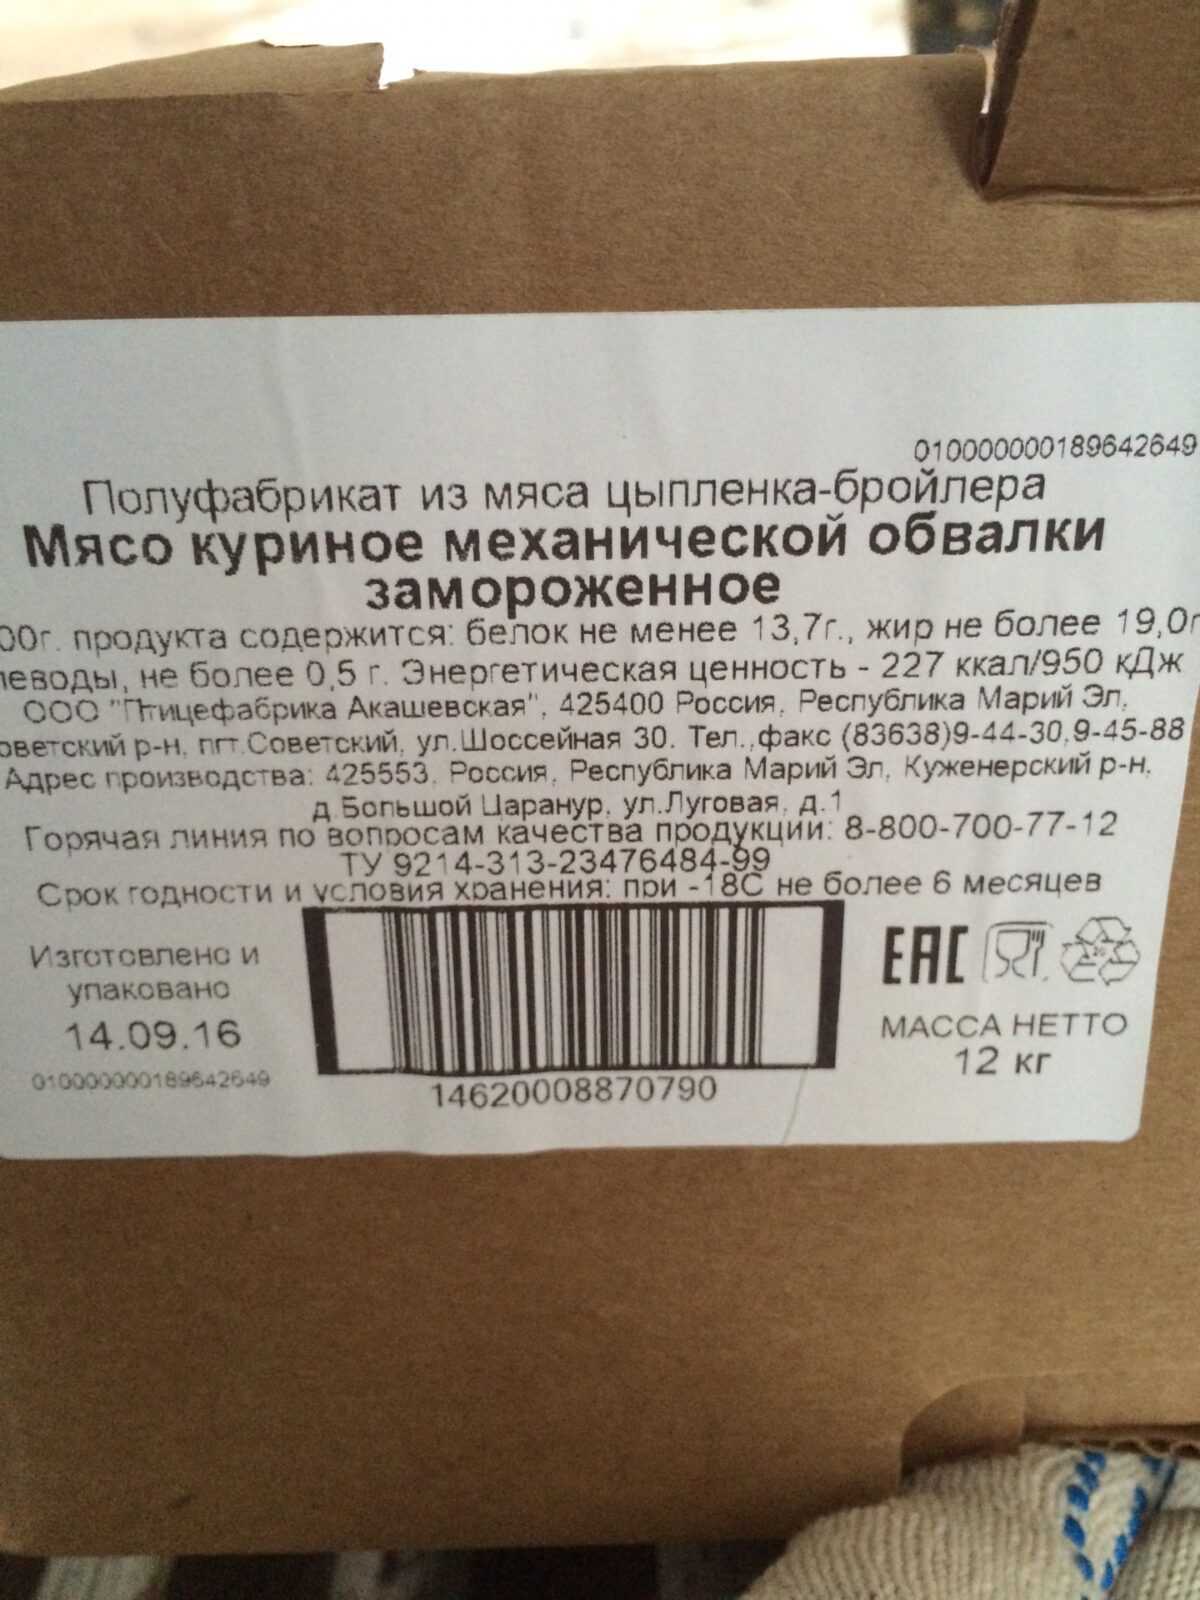 010000000189642649
Полуфабрикат из мяса цыпленка-бройлера
Мясо куриное механической обвалки
замороженное
00г. продукта содержится: белок не менее 13,7г., жир не более 19,0г
леводы, не более 0,5 г. Энергетическая ценность - 227 ккал/950 кДж
ООО "Птицефабрика Акашевская", 425400 Россия, Республика Марий Эл,
оветский р-н, пгт.Советский, ул.Шоссейная 30. Тел.,факс (83638)9-44-30,9-45-88
Адрес производства: 425553, Россия, Республика Марий Эл, Куженерский р-н,
д.Большой Царанур, ул.Луговая, д.1
Горячая линия по вопросам качества продукции: 8-800-700-77-12
ТУ 9214-313-23476484-99
Срок годности и условия хранения: при -18С не более 6 месяцев
Изготовлено и
упаковано
14.09.16
010000000189642649
14620008870790
ЕАС
МАССА НЕТТО
12 кг